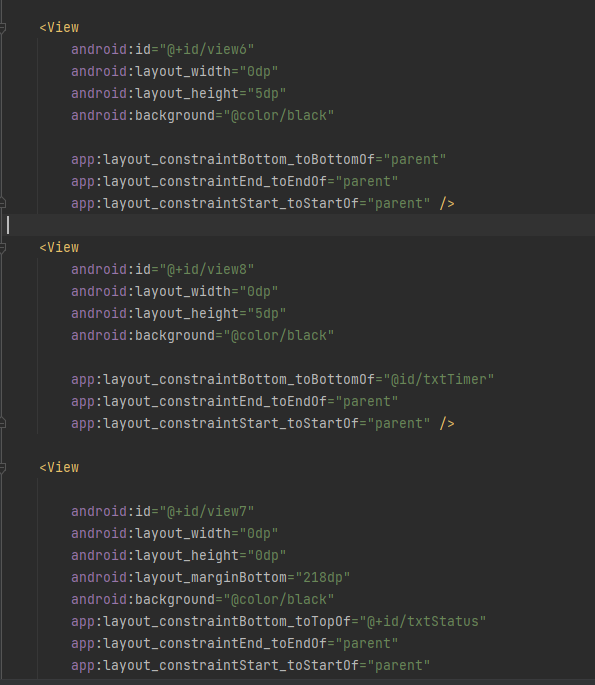 <View
android:id="@+id/view6"
android:layout_width="0dp"
android:layout_height="5dp"
android:background="@color/black"
app:layout_constraintBottom_toBottomOf="parent"
app:layout_constraintEnd_toEndOf="parent"
app:layout_constraintStart_toStartOf="parent" />
<View
android:id="@+id/view8"
android:layout_width="0dp"
android:layout_height="5dp"
android:background="@color/black"
app:layout_constraintBottom_toBottomOf="@id/txtTimer"
app:layout_constraintEnd_toEndOf="parent"
app:layout_constraintStart_toStartOf="parent" />
<View
android:id="@+id/view7"
android:layout_width="0dp"
android:layout_height="0dp"
android:layout_marginBottom="218dp"
android:background="@color/black"
app:layout_constraintBottom_toTopOf="@+id/txtStatus"
app:layout_constraintEnd_toEndOf="parent"
app:layout_constraintStart_toStartOf="parent"